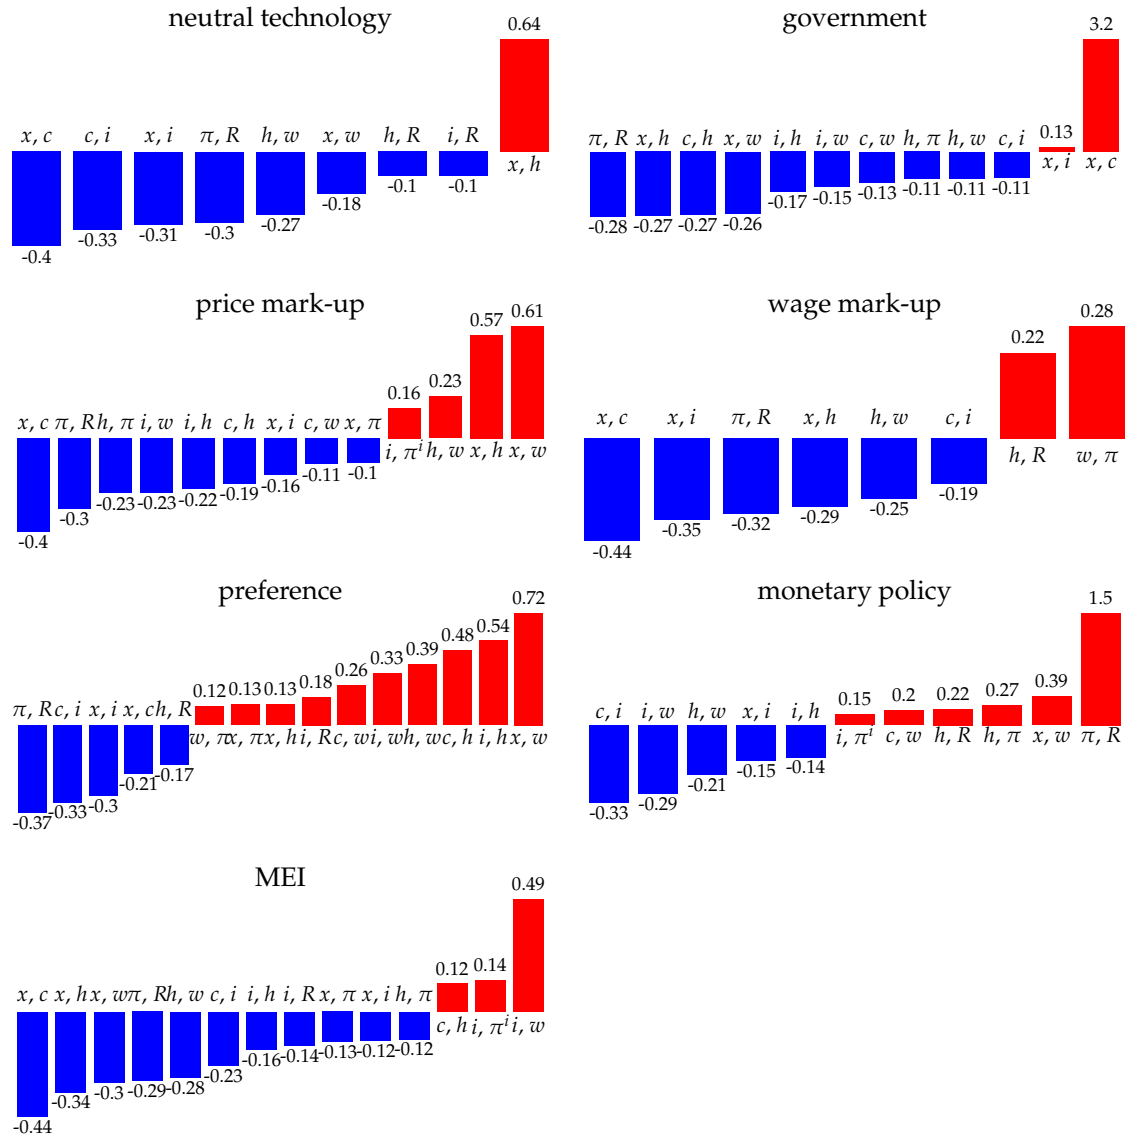 neutral technology
0.64
x, c c, i x, i π, R h, w x, w h, R i, R
x, h
-0.4 -0.33 -0.31 -0.3 -0.27 -0.18 -0.1 -0.1
government
3.2
π, R x, h c, h x, w i, h i, w c, w h, π h, w c, i 0.13
x, i x, c
-0.28 -0.27 -0.27 -0.26 -0.17 -0.15 -0.13 -0.11 -0.11 -0.11
price mark-up
0.16 0.23 0.57 0.61
x, c π, R h, π i, w i, h c, h x, i c, w x, π
i, πⁱ h, w x, h x, w
-0.4 -0.3 -0.23 -0.23 -0.22 -0.19 -0.16 -0.11 -0.1
wage mark-up
0.22 0.28
x, c x, i π, R x, h h, w c, i
h, R w, π
-0.44 -0.35 -0.32 -0.29 -0.25 -0.19
preference
0.12 0.13 0.13 0.18 0.26 0.33 0.39 0.48 0.54 0.72
π, R c, i x, i x, c h, R
w, π x, π x, h i, R c, w i, w h, w c, h i, h x, w
-0.37 -0.33 -0.3 -0.21 -0.17
monetary policy
0.15 0.2 0.22 0.27 0.39 1.5
c, i i, w h, w x, i i, h
i, πⁱ c, w h, R h, π x, w π, R
-0.33 -0.29 -0.21 -0.15 -0.14
MEI
0.12 0.14 0.49
x, c x, h x, w π, R h, w c, i i, h i, R x, π x, i h, π
c, h i, πⁱ i, w
-0.44 -0.34 -0.3 -0.29 -0.28 -0.23 -0.16 -0.14 -0.13 -0.12 -0.12